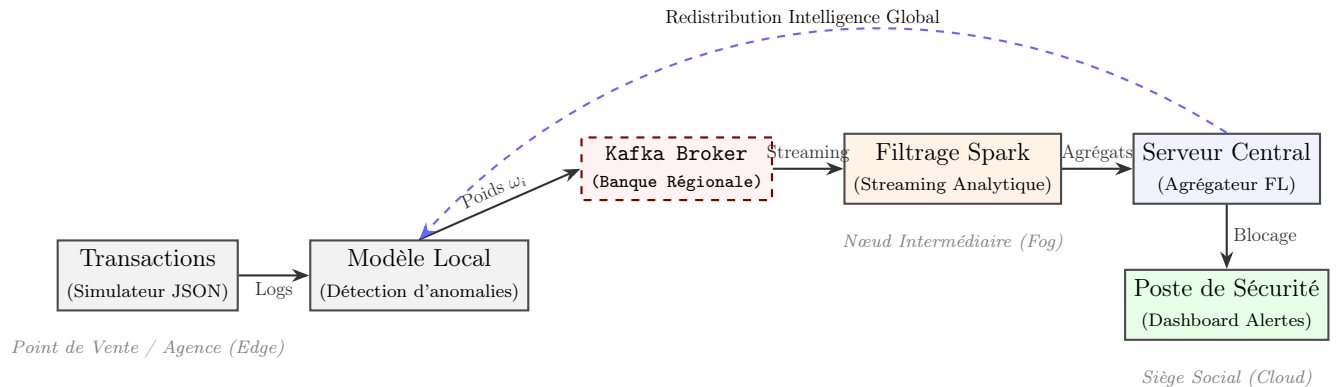 Redistribution Intelligence Global
Kafka Broker
(Banque Régionale)
Streaming
Filtrage Spark
(Streaming Analytique)
Agrégats
Serveur Central
(Agrégateur FL)
Poids ωᵢ
Nœud Intermédiaire (Fog)
Blocage
Transactions
(Simulateur JSON)
Logs
Modèle Local
(Détection d'anomalies)
Poste de Sécurité
(Dashboard Alertes)
Point de Vente / Agence (Edge)
Siège Social (Cloud)